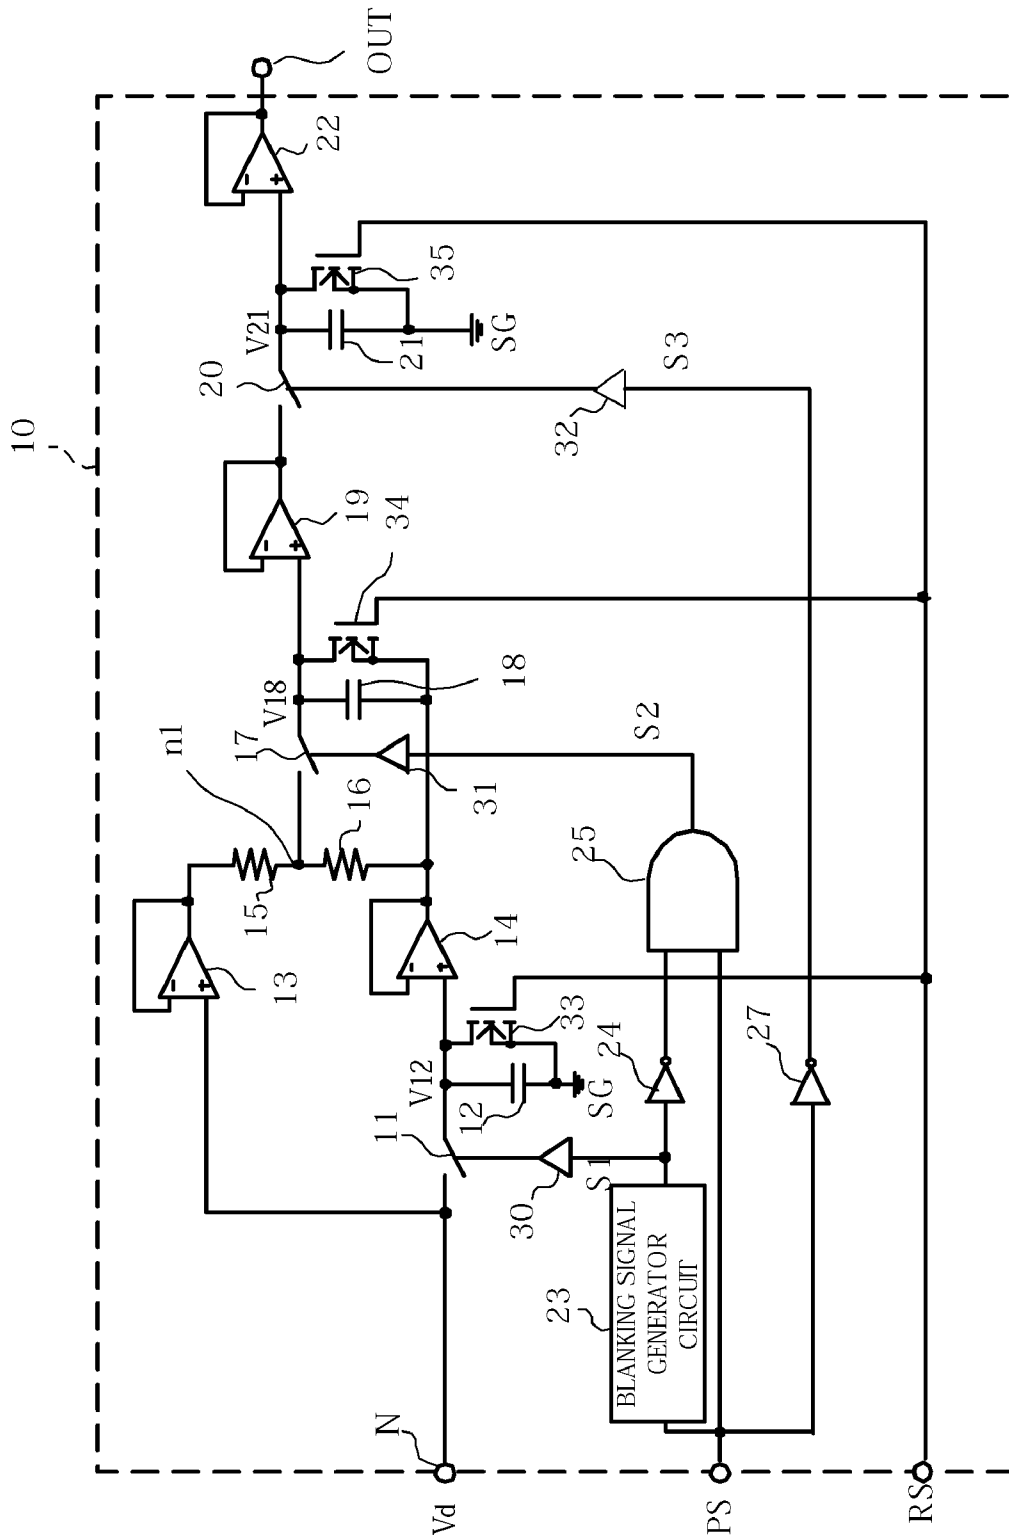 10
OUT
22
35
V21
21
SG
20
S3
32
19
34
V18
18
n1
17
S2
31
16
15
25
13
14
33
24
27
V12
12
SG
11
S1
30
23
BLANKING SIGNAL
GENERATOR
CIRCUIT
N
Vd
PS
RS